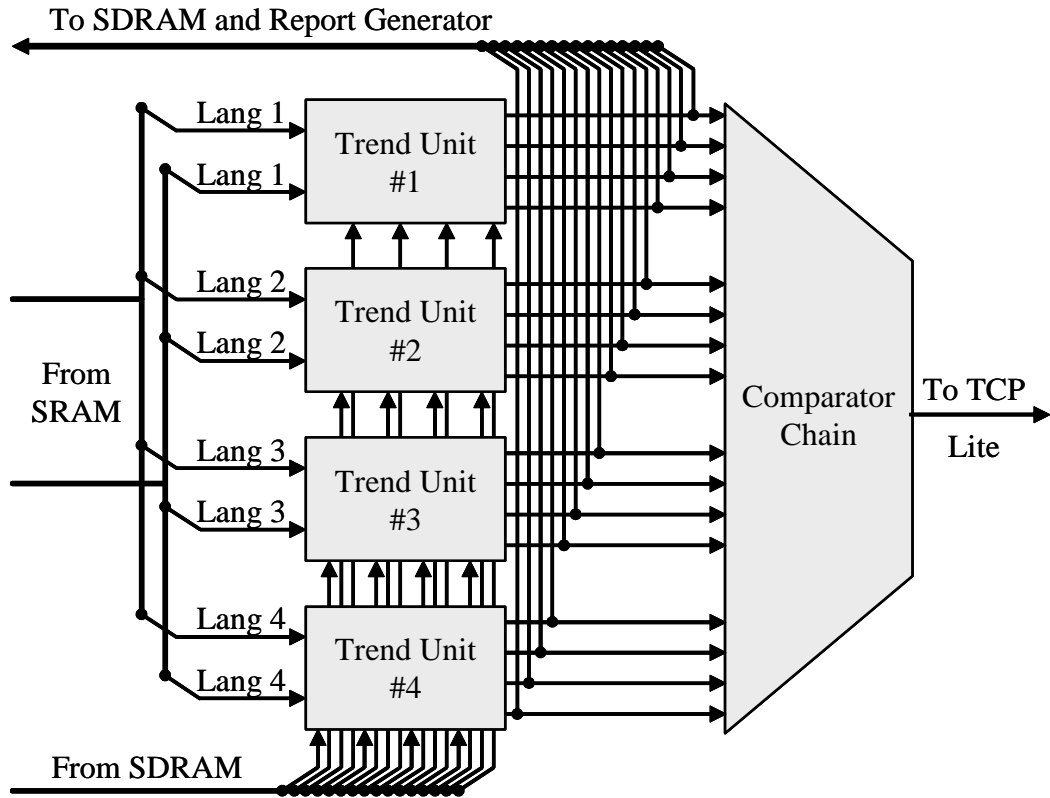 To SDRAM and Report Generator
Lang 1
Lang 1
Trend Unit
#1
Lang 2
Lang 2
Trend Unit
#2
From
SRAM
Comparator
Chain
To TCP
Lite
Lang 3
Lang 3
Trend Unit
#3
Lang 4
Lang 4
Trend Unit
#4
From SDRAM